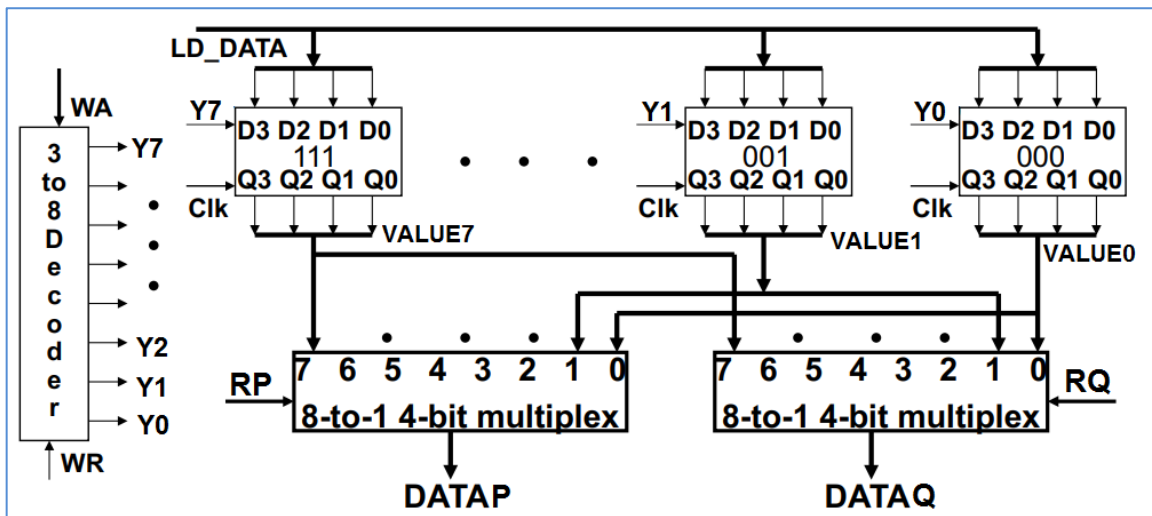 LD_DATA
WA
3 to 8 Decoder
WR
Y7
Y2
Y1
Y0
Y7
D3 D2 D1 D0
111
Q3 Q2 Q1 Q0
Clk
VALUE7
Y1
D3 D2 D1 D0
001
Q3 Q2 Q1 Q0
Clk
VALUE1
Y0
D3 D2 D1 D0
000
Q3 Q2 Q1 Q0
Clk
VALUE0
RP
7 6 5 4 3 2 1 0
8-to-1 4-bit multiplex
DATAP
7 6 5 4 3 2 1 0
8-to-1 4-bit multiplex
RQ
DATAQ